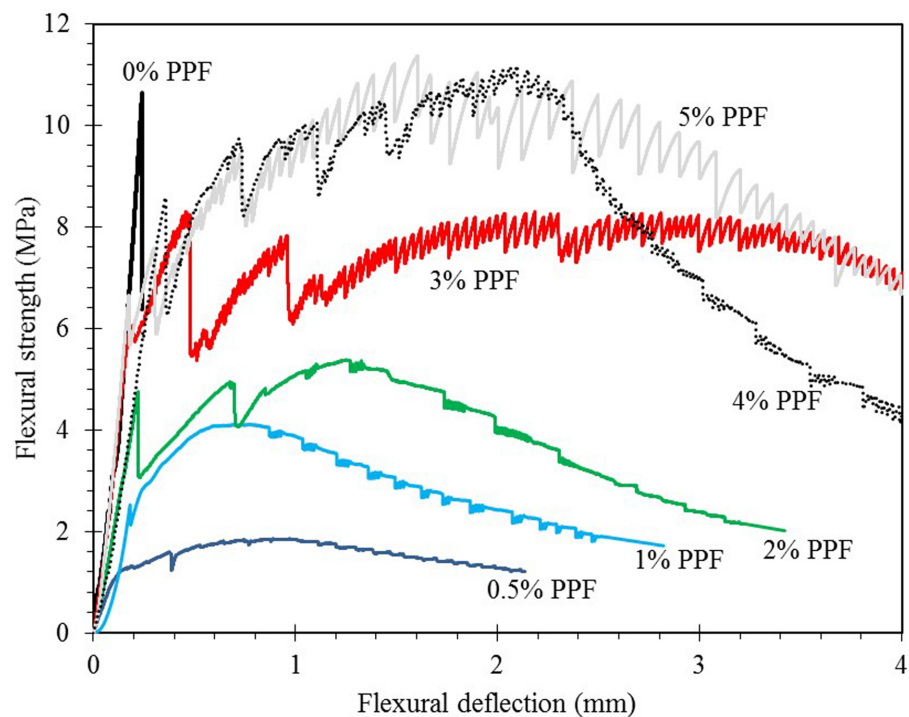 12
10
8
6
4
2
0
0
1
2
3
4
Flexural strength (MPa)
Flexural deflection (mm)
0% PPF
5% PPF
3% PPF
4% PPF
2% PPF
1% PPF
0.5% PPF